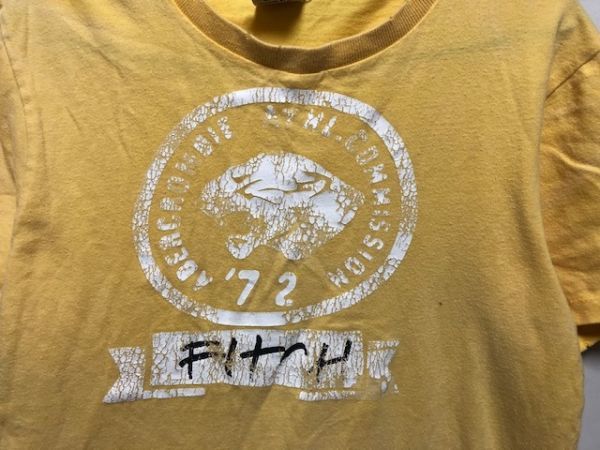 ABERCROMBIE ATHL. COMMISSION
'72
FITCH